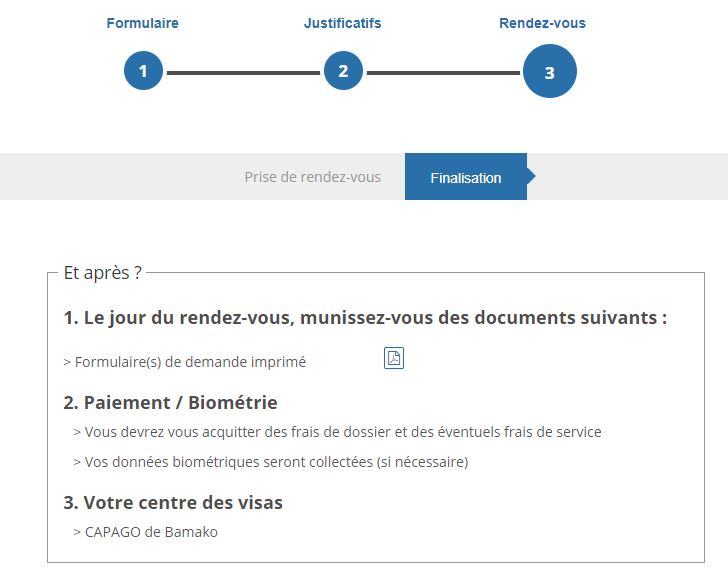 Formulaire Justificatifs Rendez-vous
1 2 3
Prise de rendez-vous Finalisation
Et après ?
1. Le jour du rendez-vous, munissez-vous des documents suivants :
> Formulaire(s) de demande imprimé
2. Paiement / Biométrie
> Vous devrez vous acquitter des frais de dossier et des éventuels frais de service
> Vos données biométriques seront collectées (si nécessaire)
3. Votre centre des visas
> CAPAGO de Bamako